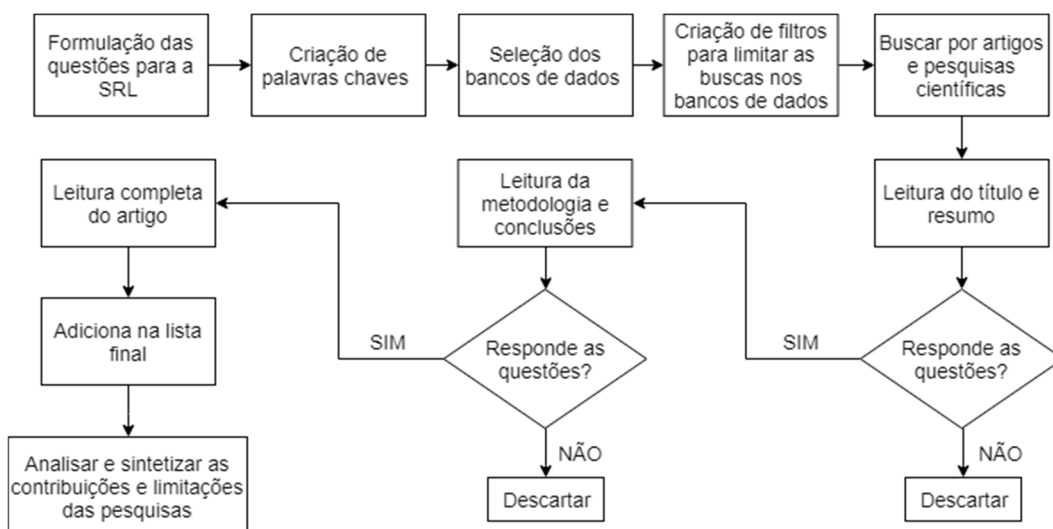 Formulação das
questões para a
SRL
Criação de
palavras chaves
Seleção dos
bancos de dados
Criação de filtros
para limitar as
buscas nos
bancos de dados
Buscar por artigos
e pesquisas
científicas
Leitura do título e
resumo
Responde as
questões?
NÃO
Descartar
SIM
Leitura da
metodologia e
conclusões
Responde as
questões?
NÃO
Descartar
SIM
Leitura completa
do artigo
Adiciona na lista
final
Analisar e sintetizar as
contribuições e limitações
das pesquisas